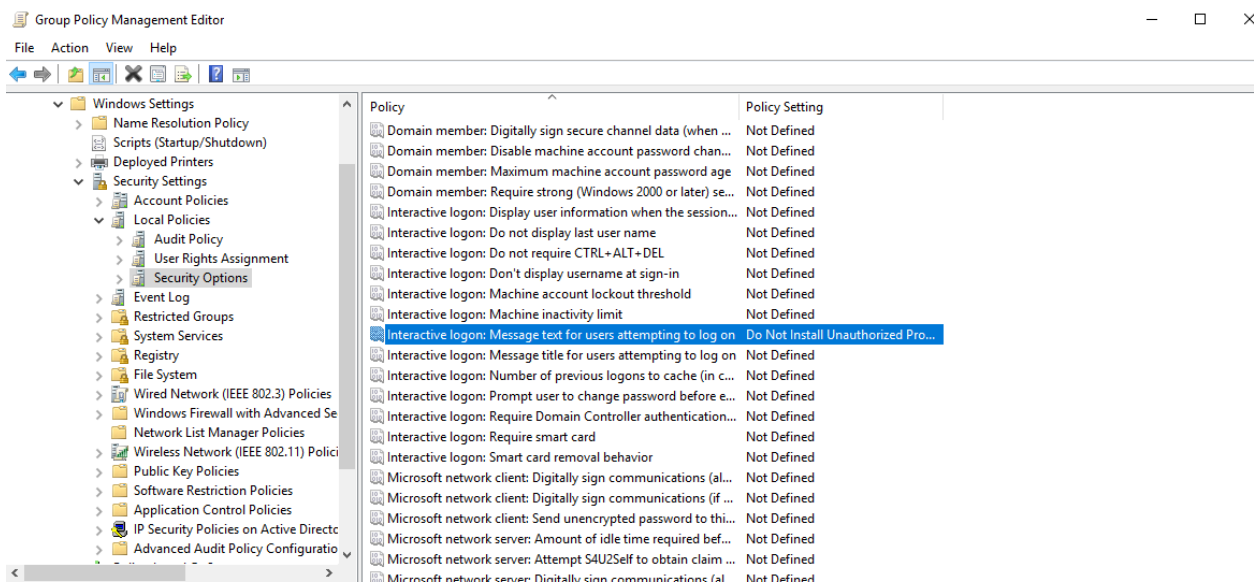 Group Policy Management Editor
File Action View Help
Windows Settings
Name Resolution Policy
Scripts (Startup/Shutdown)
Deployed Printers
Security Settings
Account Policies
Local Policies
Audit Policy
User Rights Assignment
Security Options
Event Log
Restricted Groups
System Services
Registry
File System
Wired Network (IEEE 802.3) Policies
Windows Firewall with Advanced Se
Network List Manager Policies
Wireless Network (IEEE 802.11) Polici
Public Key Policies
Software Restriction Policies
Application Control Policies
IP Security Policies on Active Directo
Advanced Audit Policy Configuratio
Policy Policy Setting
Domain member: Digitally sign secure channel data (when ... Not Defined
Domain member: Disable machine account password chan... Not Defined
Domain member: Maximum machine account password age Not Defined
Domain member: Require strong (Windows 2000 or later) se... Not Defined
Interactive logon: Display user information when the session... Not Defined
Interactive logon: Do not display last user name Not Defined
Interactive logon: Do not require CTRL+ALT+DEL Not Defined
Interactive logon: Don't display username at sign-in Not Defined
Interactive logon: Machine account lockout threshold Not Defined
Interactive logon: Machine inactivity limit Not Defined
Interactive logon: Message text for users attempting to log on Do Not Install Unauthorized Pro...
Interactive logon: Message title for users attempting to log on Not Defined
Interactive logon: Number of previous logons to cache (in c... Not Defined
Interactive logon: Prompt user to change password before e... Not Defined
Interactive logon: Require Domain Controller authentication... Not Defined
Interactive logon: Require smart card Not Defined
Interactive logon: Smart card removal behavior Not Defined
Microsoft network client: Digitally sign communications (al... Not Defined
Microsoft network client: Digitally sign communications (if ... Not Defined
Microsoft network client: Send unencrypted password to thi... Not Defined
Microsoft network server: Amount of idle time required bef... Not Defined
Microsoft network server: Attempt S4U2Self to obtain claim ... Not Defined
Microsoft network server: Digitally sign communications (al... Not Defined